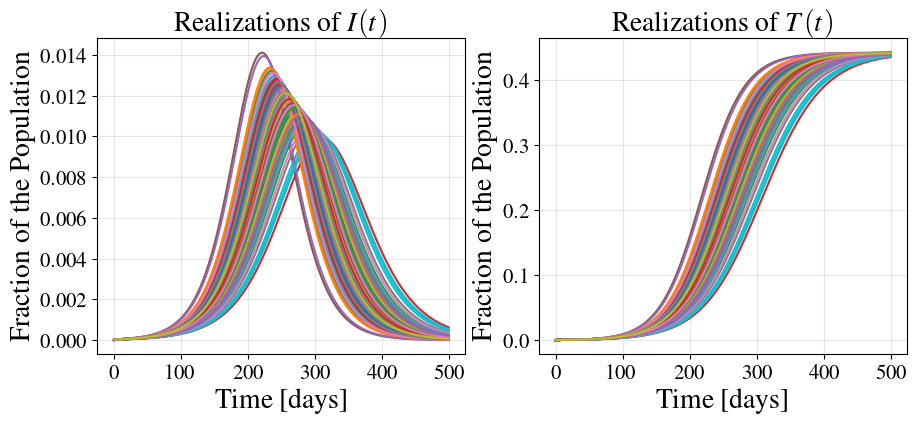 Realizations of I(t)
Fraction of the Population
0.014
0.012
0.010
0.008
0.006
0.004
0.002
0.000
0 100 200 300 400 500
Time [days]
Realizations of T(t)
Fraction of the Population
0.4
0.3
0.2
0.1
0.0
0 100 200 300 400 500
Time [days]